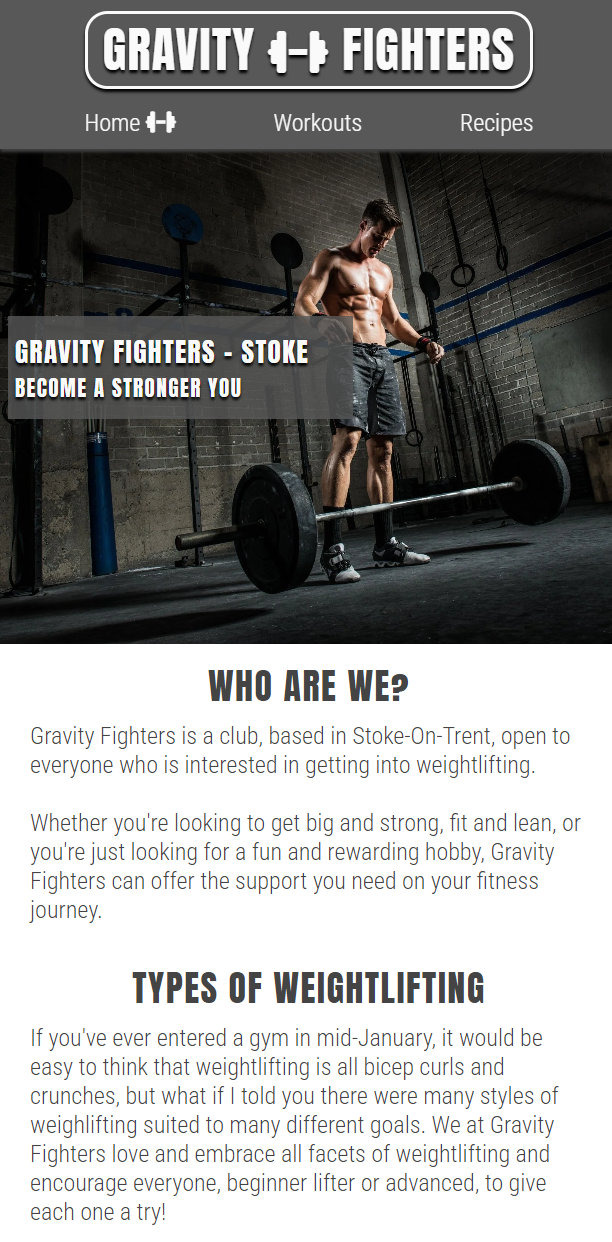 GRAVITY FIGHTERS
Home Workouts Recipes
GRAVITY FIGHTERS - STOKE
BECOME A STRONGER YOU
WHO ARE WE?
Gravity Fighters is a club, based in Stoke-On-Trent, open to
everyone who is interested in getting into weightlifting.
Whether you're looking to get big and strong, fit and lean, or
you're just looking for a fun and rewarding hobby, Gravity
Fighters can offer the support you need on your fitness
journey.
TYPES OF WEIGHTLIFTING
If you've ever entered a gym in mid-January, it would be
easy to think that weightlifting is all bicep curls and
crunches, but what if I told you there were many styles of
weighlifting suited to many different goals. We at Gravity
Fighters love and embrace all facets of weightlifting and
encourage everyone, beginner lifter or advanced, to give
each one a try!